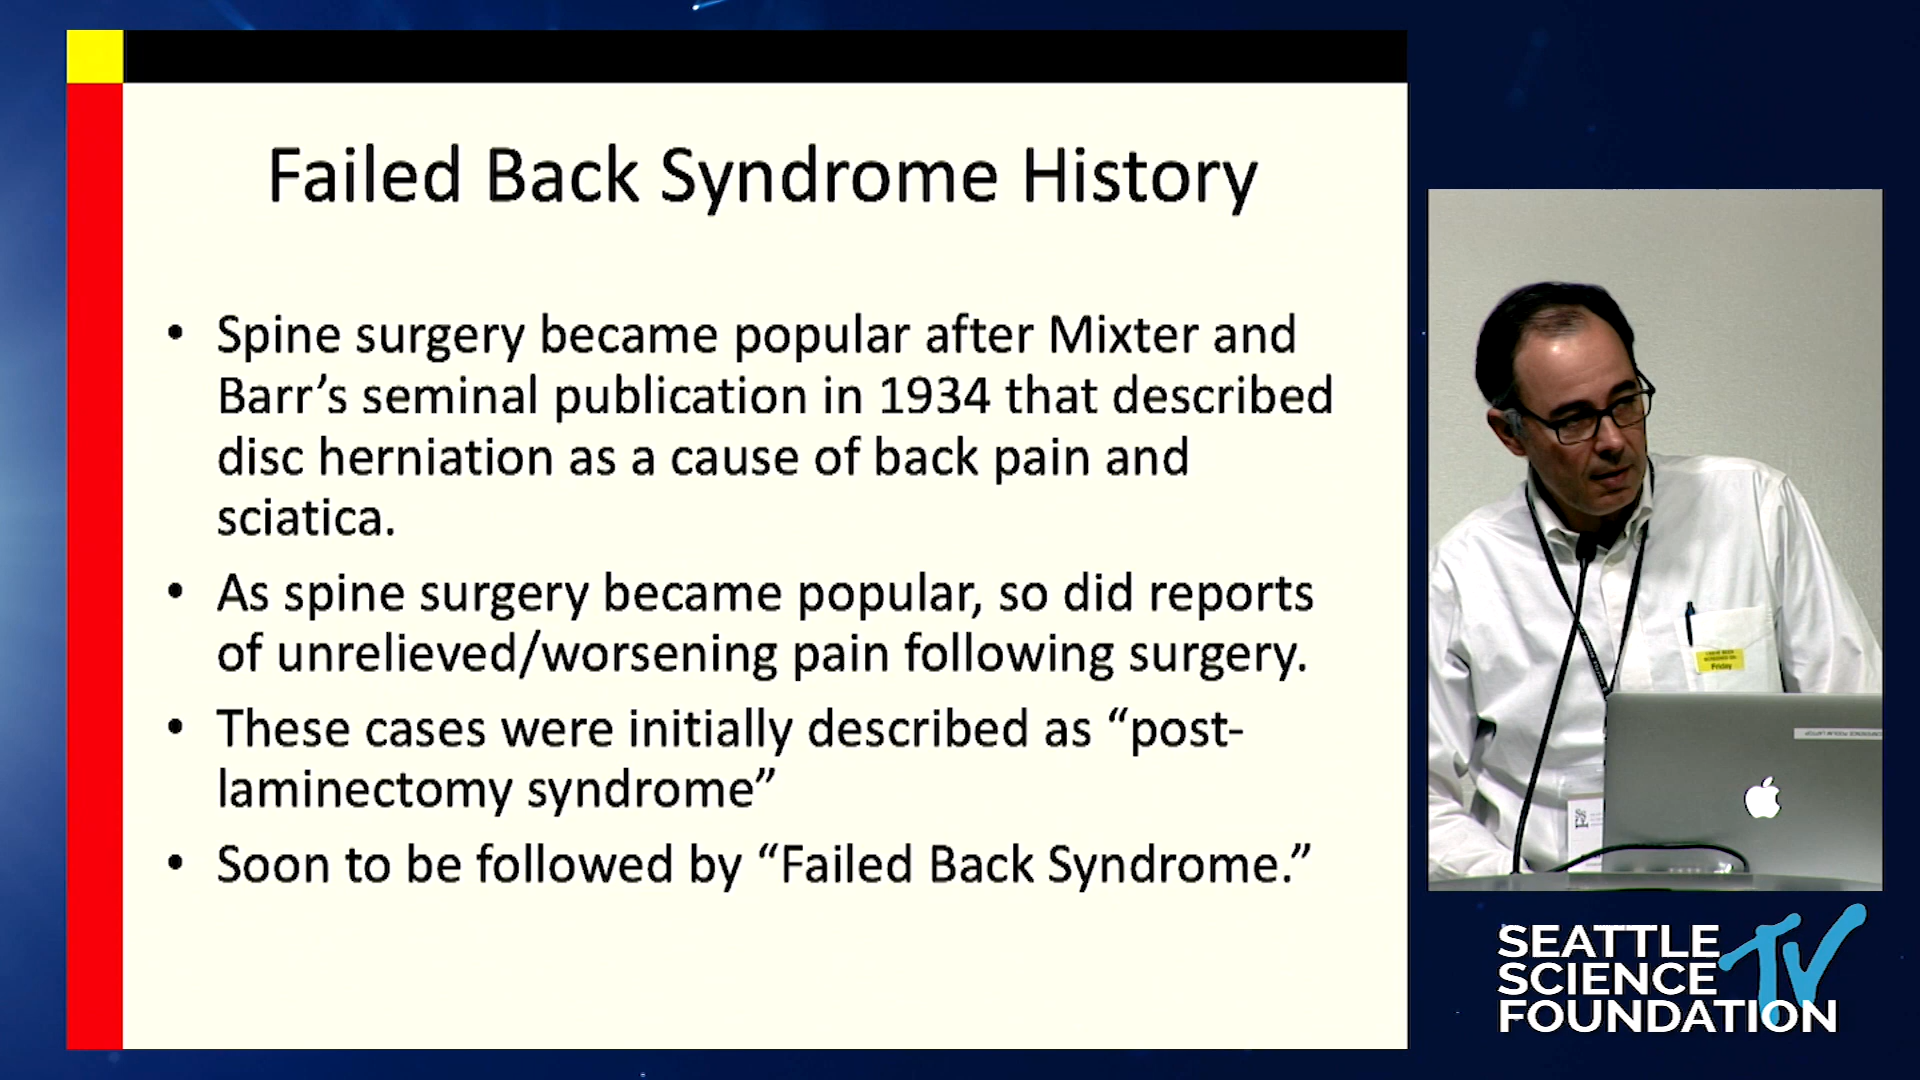 Failed Back Syndrome History
• Spine surgery became popular after Mixter and
Barr’s seminal publication in 1934 that described
disc herniation as a cause of back pain and
sciatica.
• As spine surgery became popular, so did reports
of unrelieved/worsening pain following surgery.
• These cases were initially described as “post-
laminectomy syndrome”
• Soon to be followed by “Failed Back Syndrome.”
Friday
SEATTLE
SCIENCE
FOUNDATION
TV